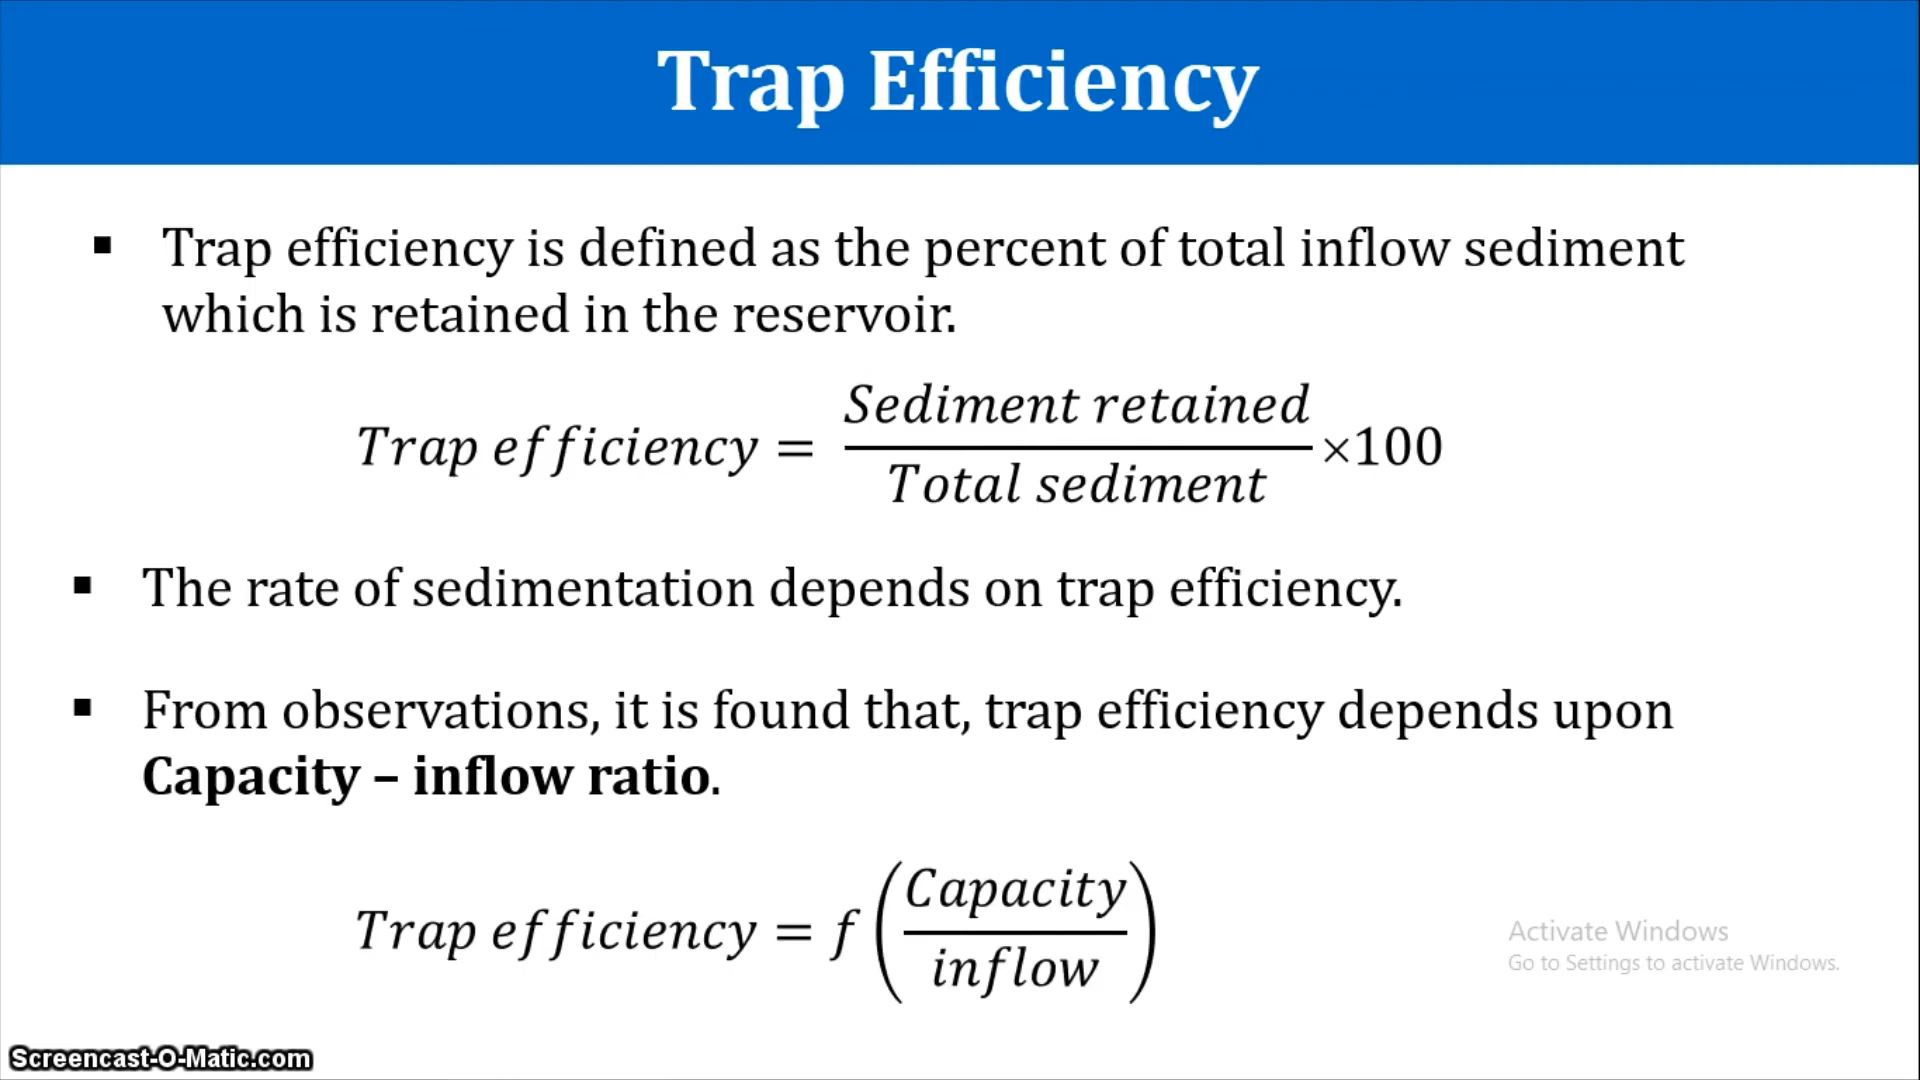 Trap Efficiency
▪ Trap efficiency is defined as the percent of total inflow sediment
which is retained in the reservoir.
Trap efficiency = Sediment retained / Total sediment ×100
▪ The rate of sedimentation depends on trap efficiency.
▪ From observations, it is found that, trap efficiency depends upon
Capacity – inflow ratio.
Trap efficiency = f (Capacity / inflow)
Activate Windows
Go to Settings to activate Windows.
Screencast-O-Matic.com